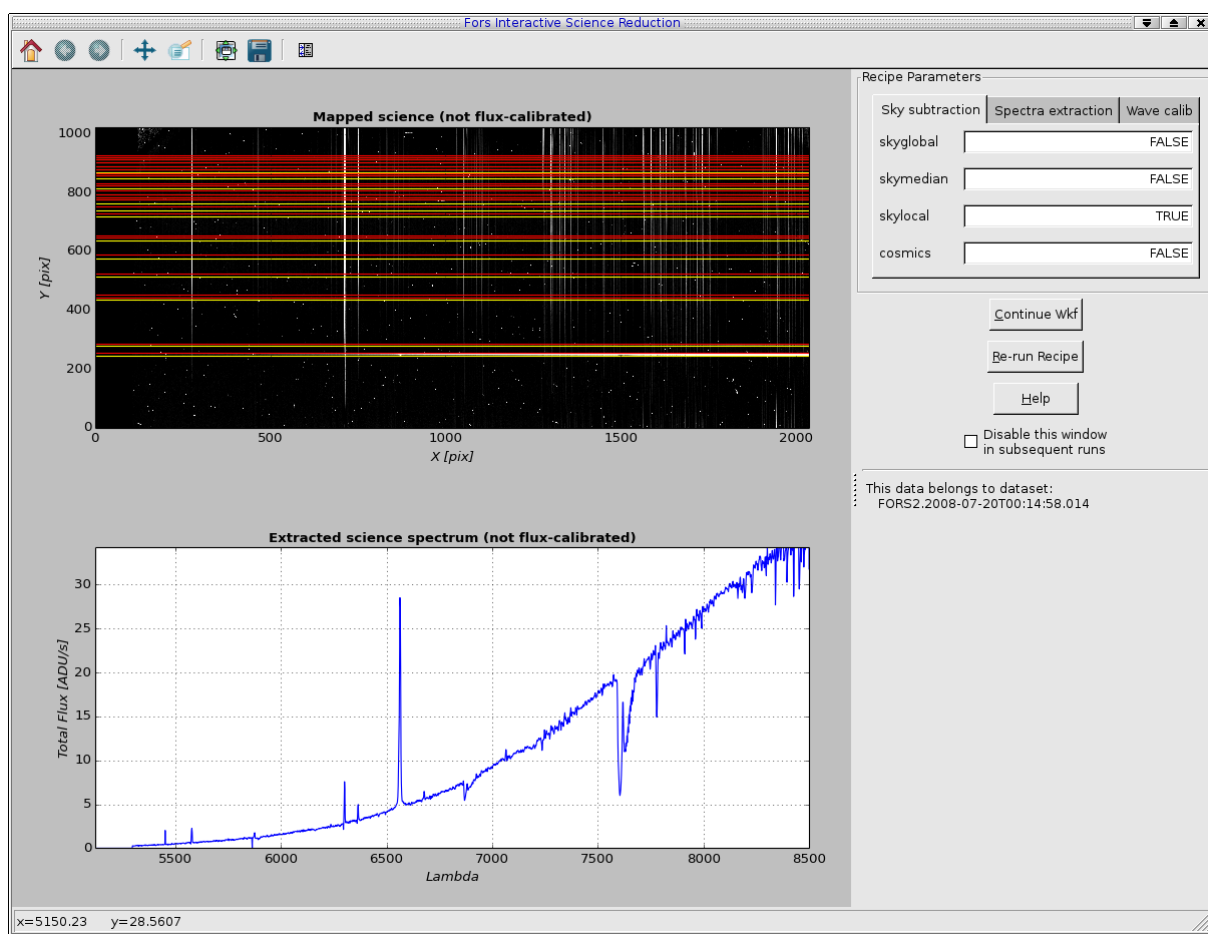 Fors Interactive Science Reduction
Mapped science (not flux-calibrated)
1000
800
600
400
200
0
Y [pix]
0 500 1000 1500 2000
X [pix]
Extracted science spectrum (not flux-calibrated)
30
25
20
15
10
5
0
Total Flux [ADU/s]
5500 6000 6500 7000 7500 8000 8500
Lambda
Recipe Parameters
Sky subtraction Spectra extraction Wave calib
skyglobal FALSE
skymedian FALSE
skylocal TRUE
cosmics FALSE
Continue Wkf
Re-run Recipe
Help
Disable this window
in subsequent runs
This data belongs to dataset:
FORS2.2008-07-20T00:14:58.014
x=5150.23 y=28.5607